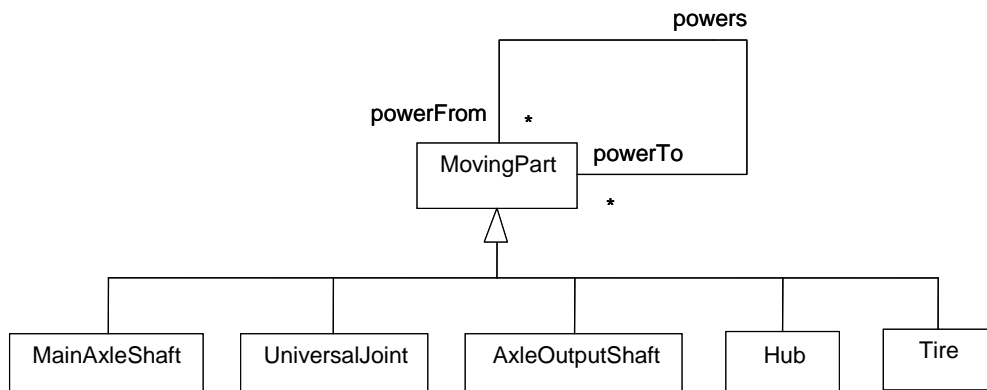 powers
powerFrom
*
MovingPart
powerTo
*
MainAxleShaft
UniversalJoint
AxleOutputShaft
Hub
Tire